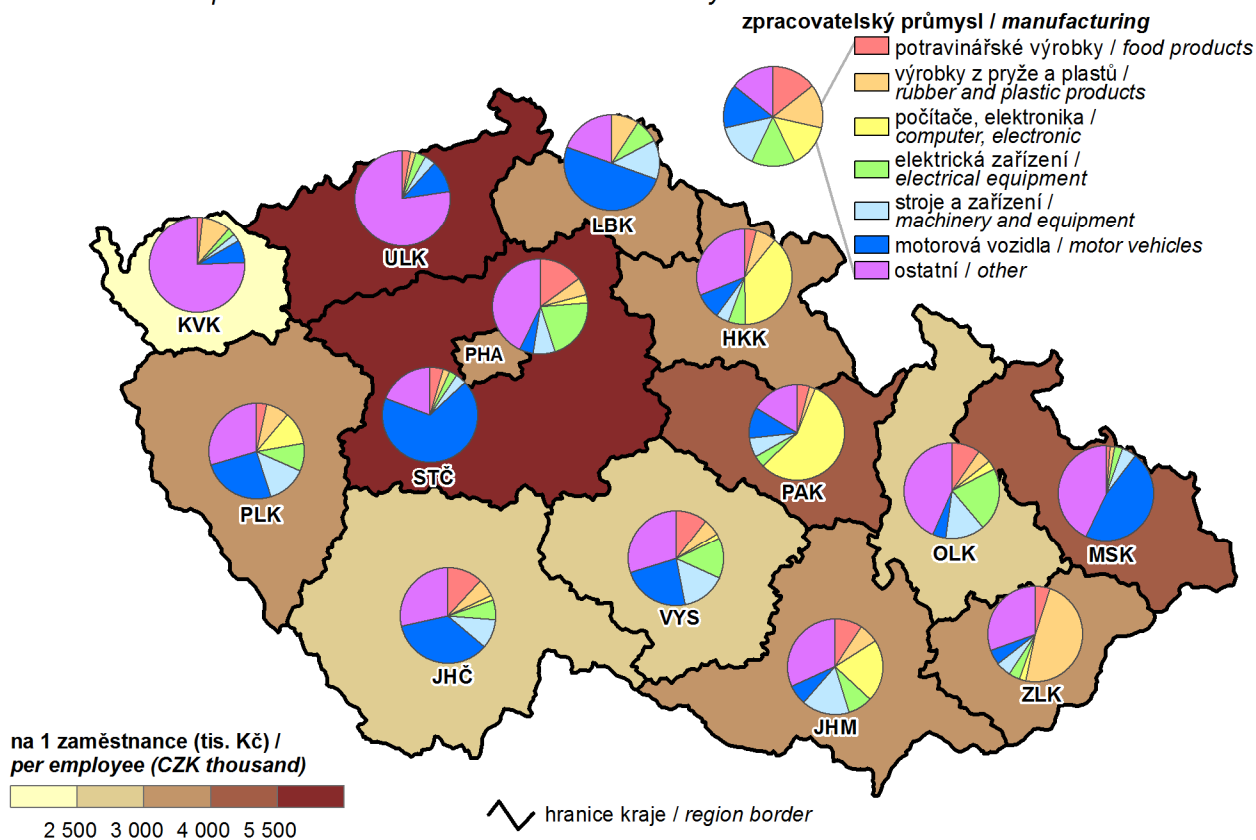 zpracovatelský průmysl / manufacturing
potravinářské výrobky / food products
výrobky z pryže a plastů /
rubber and plastic products
počítače, elektronika /
computer, electronic
elektrická zařízení /
electrical equipment
stroje a zařízení /
machinery and equipment
motorová vozidla / motor vehicles
ostatní / other
LBK
ULK
KVK
HKK
PHA
STČ
PAK
PLK
OLK
MSK
VYS
JHČ
ZLK
JHM
na 1 zaměstnance (tis. Kč) /
per employee (CZK thousand)
2 500 3 000 4 000 5 500
hranice kraje / region border